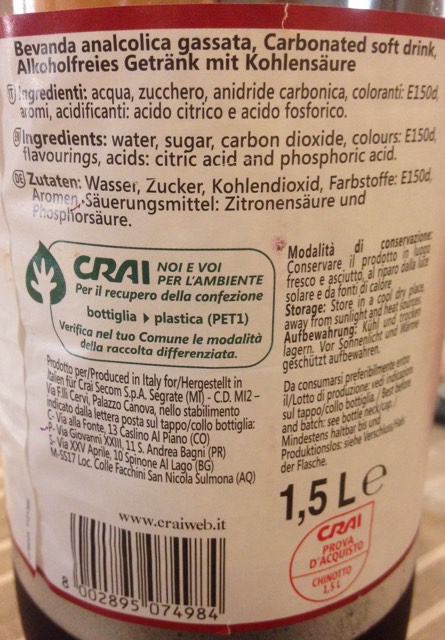 Bevanda analcolica gassata, Carbonated soft drink,
Alkoholfreies Getränk mit Kohlensäure
IT Ingredienti: acqua, zucchero, anidride carbonica, coloranti: E150d,
aromi, acidificanti: acido citrico e acido fosforico.
Ingredients: water, sugar, carbon dioxide, colours: E150d,
flavourings, acids: citric acid and phosphoric acid.
DE Zutaten: Wasser, Zucker, Kohlendioxid, Farbstoffe: E150d,
Aromen, Säuerungsmittel: Zitronensäure und
Phosphorsäure.
CRAI NOI E VOI
PER L'AMBIENTE
Per il recupero della confezione
bottiglia plastica (PET1)
Verifica nel tuo Comune le modalità
della raccolta differenziata.
Modalità di conservazione:
Conservare il prodotto in luogo
fresco e asciutto, al riparo dalla luce
solare e da fonti di calore.
Storage: Store in a cool dry place,
away from sunlight and heat sources.
Aufbewahrung: Kühl und trocken
lagern. Vor Sonnenlicht und Wärme
geschützt aufbewahren.
Prodotto per/Produced in Italy for/Hergestellt in
Italien für Crai Secom S.p.A. Segrate (MI) - C.D. MI2 –
Via F.lli Cervi, Palazzo Canova, nello stabilimento
indicato dalla lettera posta sul tappo/collo bottiglia:
C- Via alla Fonte, 13 Caslino Al Piano (CO)
P- Via Giovanni XXIII, 11 S. Andrea Bagni (PR)
S- Via XXV Aprile, 10 Spinone Al Lago (BG)
M-SS17 Loc. Colle Facchini San Nicola Sulmona (AQ)
Da consumarsi preferibilmente entro
il/Lotto di produzione: vedi indicazioni
sul tappo/collo bottiglia. / Best before
and batch: see bottle neck/cap. /
Mindestens haltbar bis und
Produktionslos: siehe Verschluss/Hals
der Flasche.
1,5 L e
www.craiweb.it
8 002895 074984
CRAI
PROVA
D'ACQUISTO
CHINOTTO
1,5 L